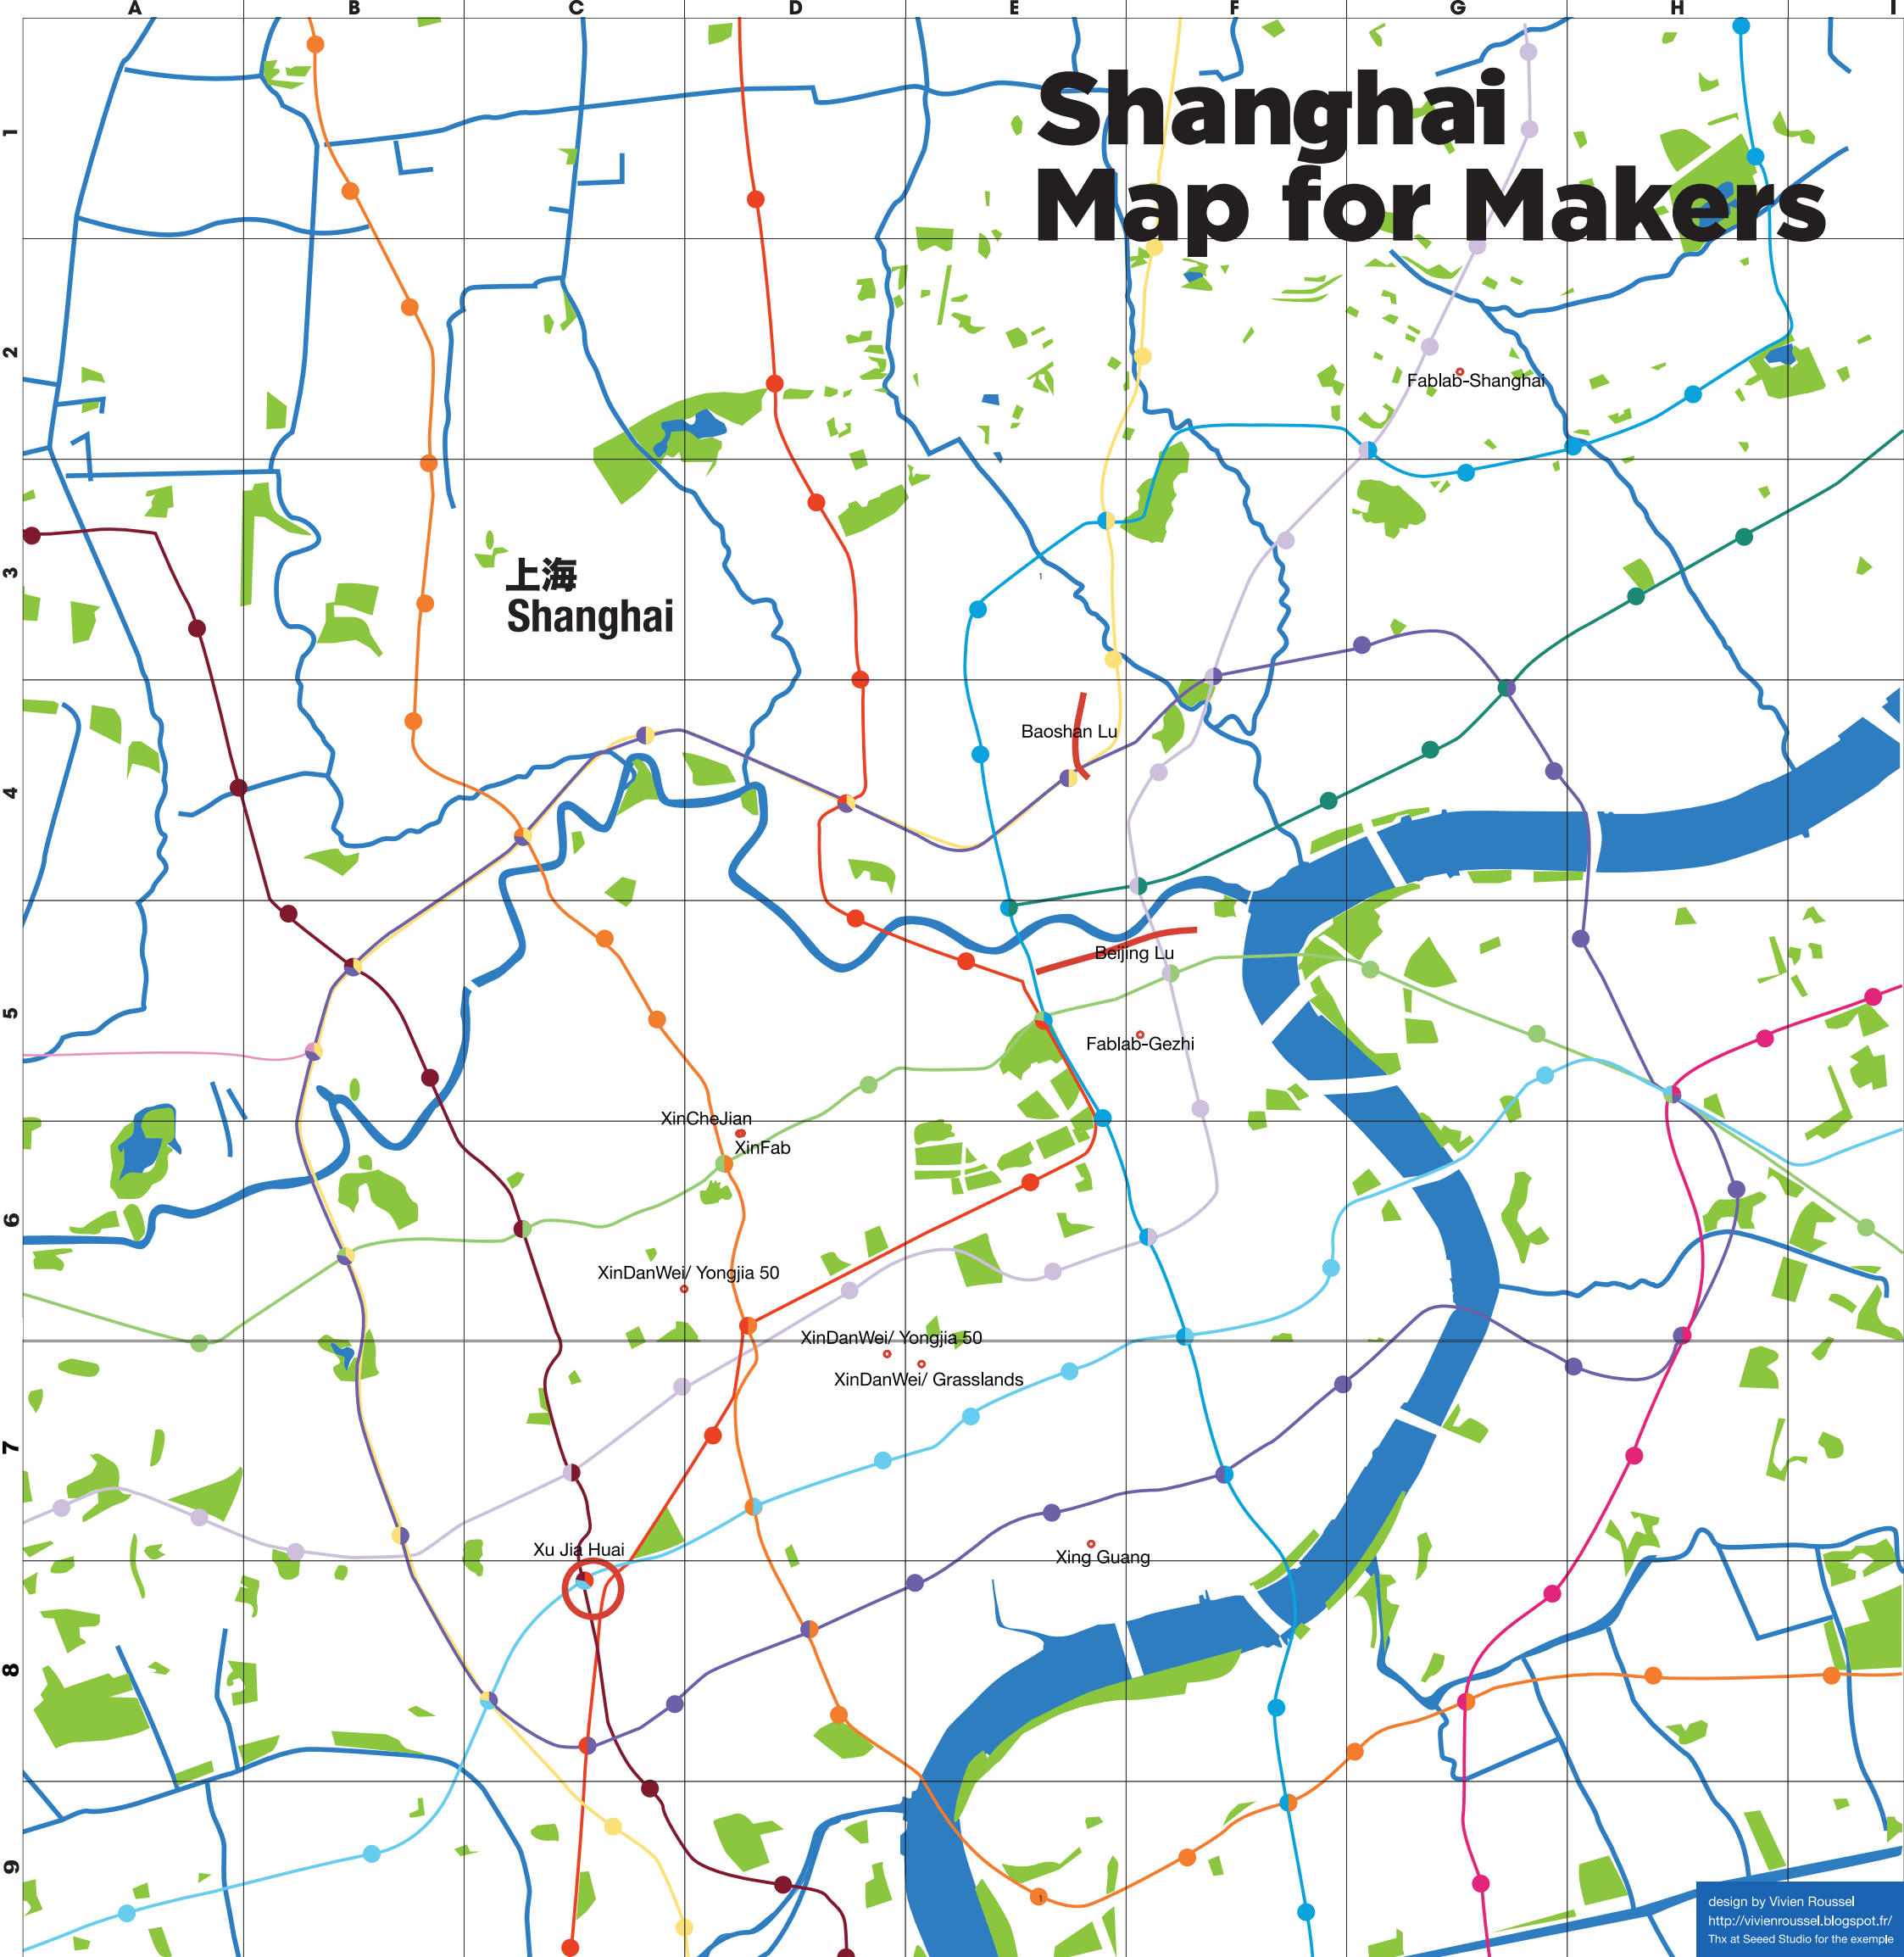 A B C D E F G H I
Shanghai
Map for Makers
1
2
Fablab-Shanghai
3
上海
Shanghai
1
Baoshan Lu
4
Beijing Lu
5
Fablab-Gezhi
XinCheJian
XinFab
6
XinDanWei/ Yongjia 50
XinDanWei/ Yongjia 50
XinDanWei/ Grasslands
7
Xu Jia Huai
Xing Guang
8
9
1
design by Vivien Roussel
http://vivienroussel.blogspot.fr/
Thx at Seeed Studio for the exemple